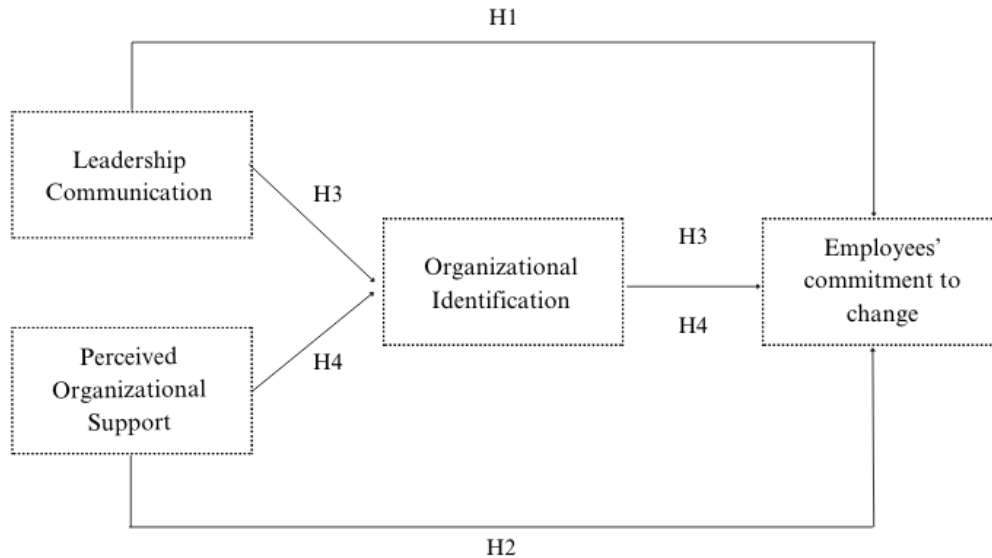 H1
Leadership
Communication
H3
Organizational
Identification
H3
H4
Employees’
commitment to
change
Perceived
Organizational
Support
H4
H2